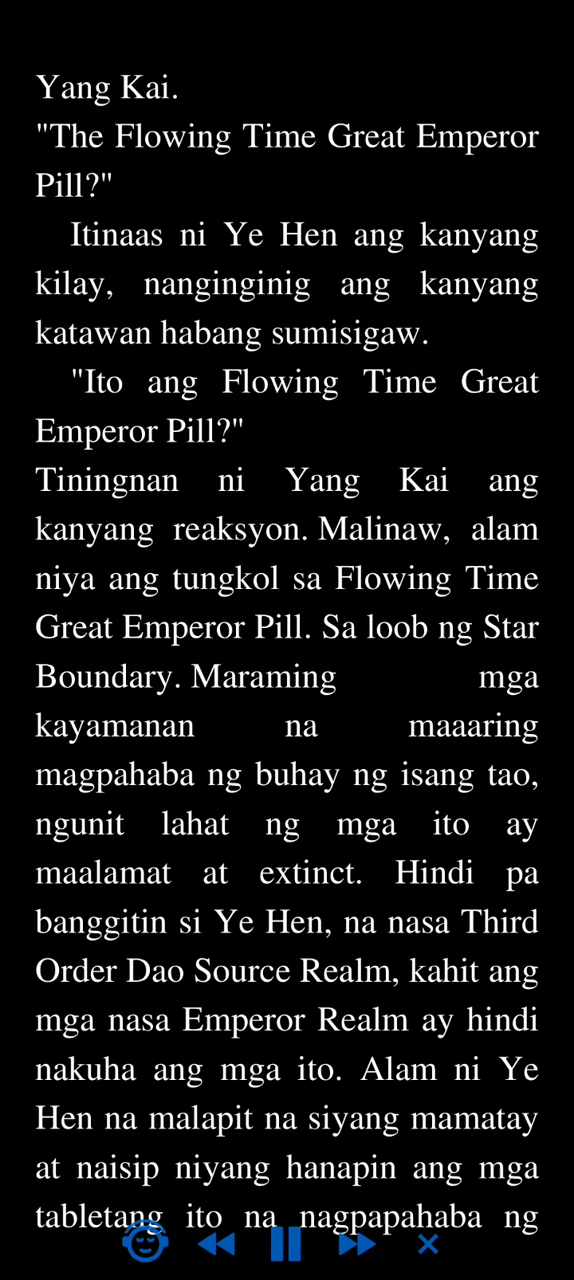 Yang Kai.
"The Flowing Time Great Emperor
Pill?"
Itinaas ni Ye Hen ang kanyang
kilay, nanginginig ang kanyang
katawan habang sumisigaw.
"Ito ang Flowing Time Great
Emperor Pill?"
Tiningnan ni Yang Kai ang
kanyang reaksyon. Malinaw, alam
niya ang tungkol sa Flowing Time
Great Emperor Pill. Sa loob ng Star
Boundary. Maraming mga
kayamanan na maaaring
magpahaba ng buhay ng isang tao,
ngunit lahat ng mga ito ay
maalamat at extinct. Hindi pa
banggitin si Ye Hen, na nasa Third
Order Dao Source Realm, kahit ang
mga nasa Emperor Realm ay hindi
nakuha ang mga ito. Alam ni Ye
Hen na malapit na siyang mamatay
at naisip niyang hanapin ang mga
tabletang ito na nagpapahaba ng